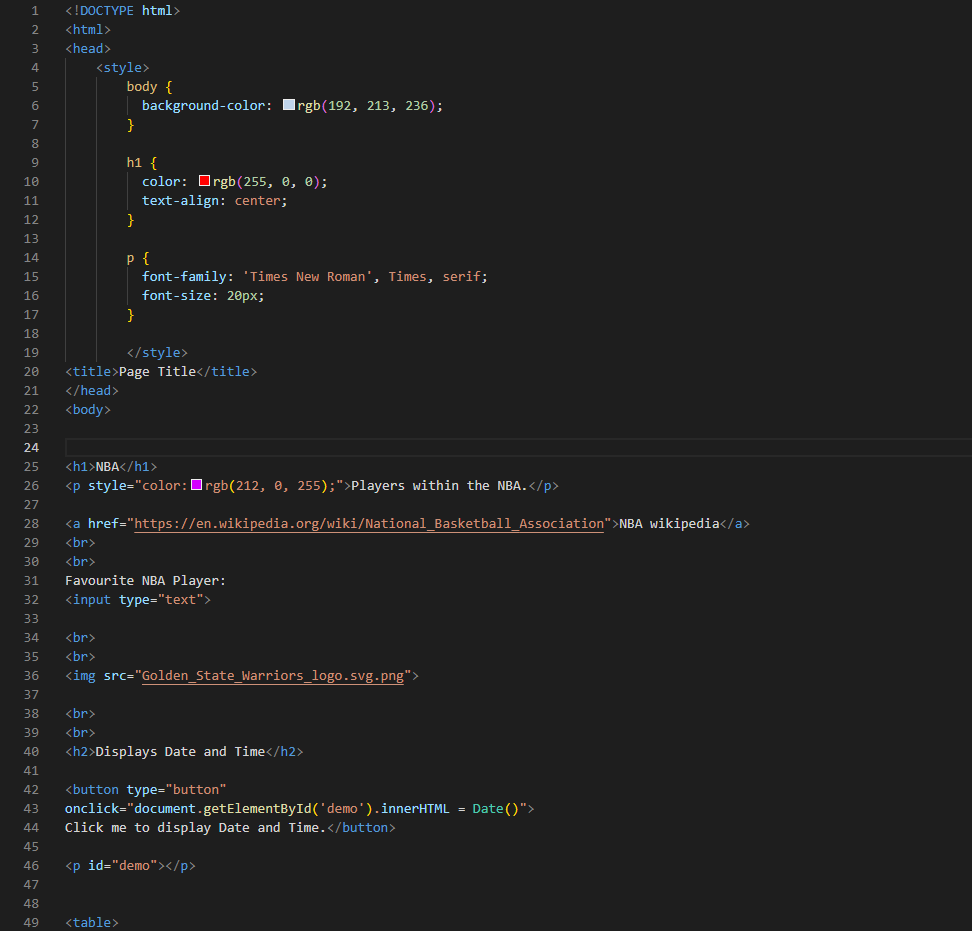 1 <!DOCTYPE html>
2 <html>
3 <head>
4     <style>
5         body {
6           background-color: rgb(192, 213, 236);
7         }
8
9         h1 {
10           color: rgb(255, 0, 0);
11           text-align: center;
12         }
13
14         p {
15           font-family: 'Times New Roman', Times, serif;
16           font-size: 20px;
17         }
18
19         </style>
20 <title>Page Title</title>
21 </head>
22 <body>
23
24
25 <h1>NBA</h1>
26 <p style="color: rgb(212, 0, 255);">Players within the NBA.</p>
27
28 <a href="https://en.wikipedia.org/wiki/National_Basketball_Association">NBA wikipedia</a>
29 <br>
30 <br>
31 Favourite NBA Player:
32 <input type="text">
33
34 <br>
35 <br>
36 <img src="Golden_State_Warriors_logo.svg.png">
37
38 <br>
39 <br>
40 <h2>Displays Date and Time</h2>
41
42 <button type="button"
43 onclick="document.getElementById('demo').innerHTML = Date()">
44 Click me to display Date and Time.</button>
45
46 <p id="demo"></p>
47
48
49 <table>